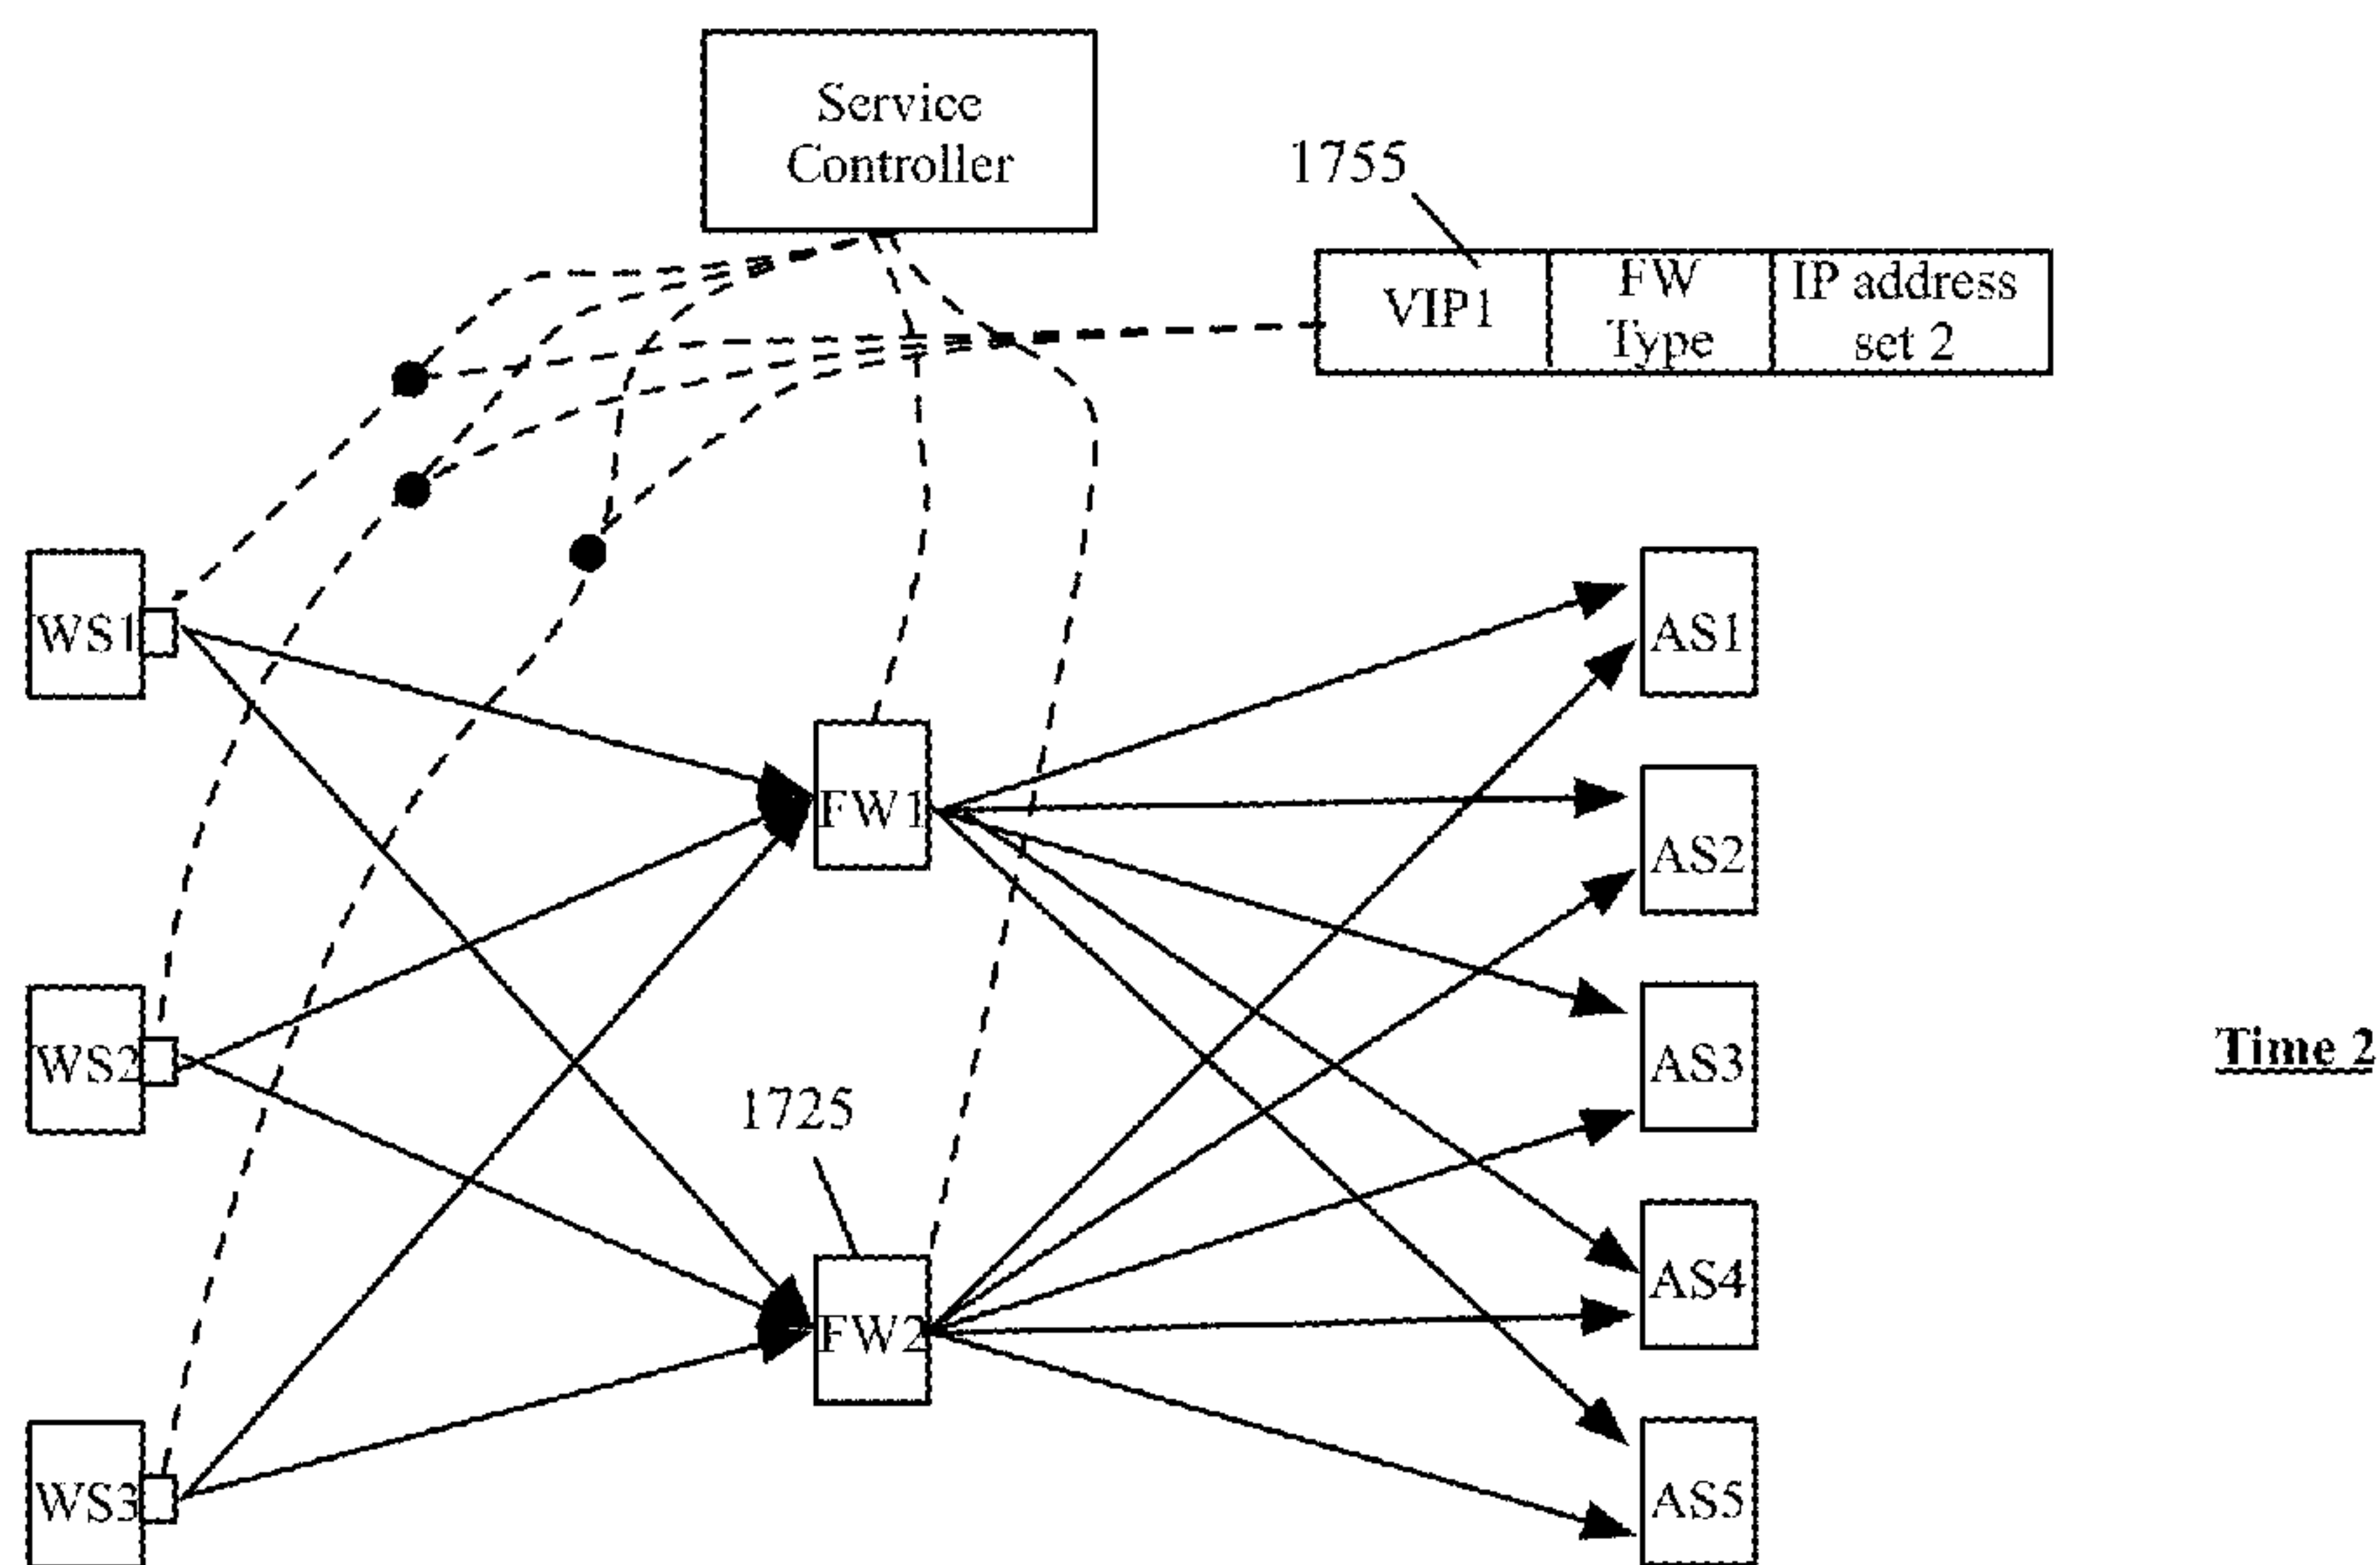 Service
Controller
1755
VIP1
FW
Type
IP address
set 2
WS1
AS1
FW1
AS2
WS2
AS3
Time 2
1725
AS4
FW2
WS3
AS5